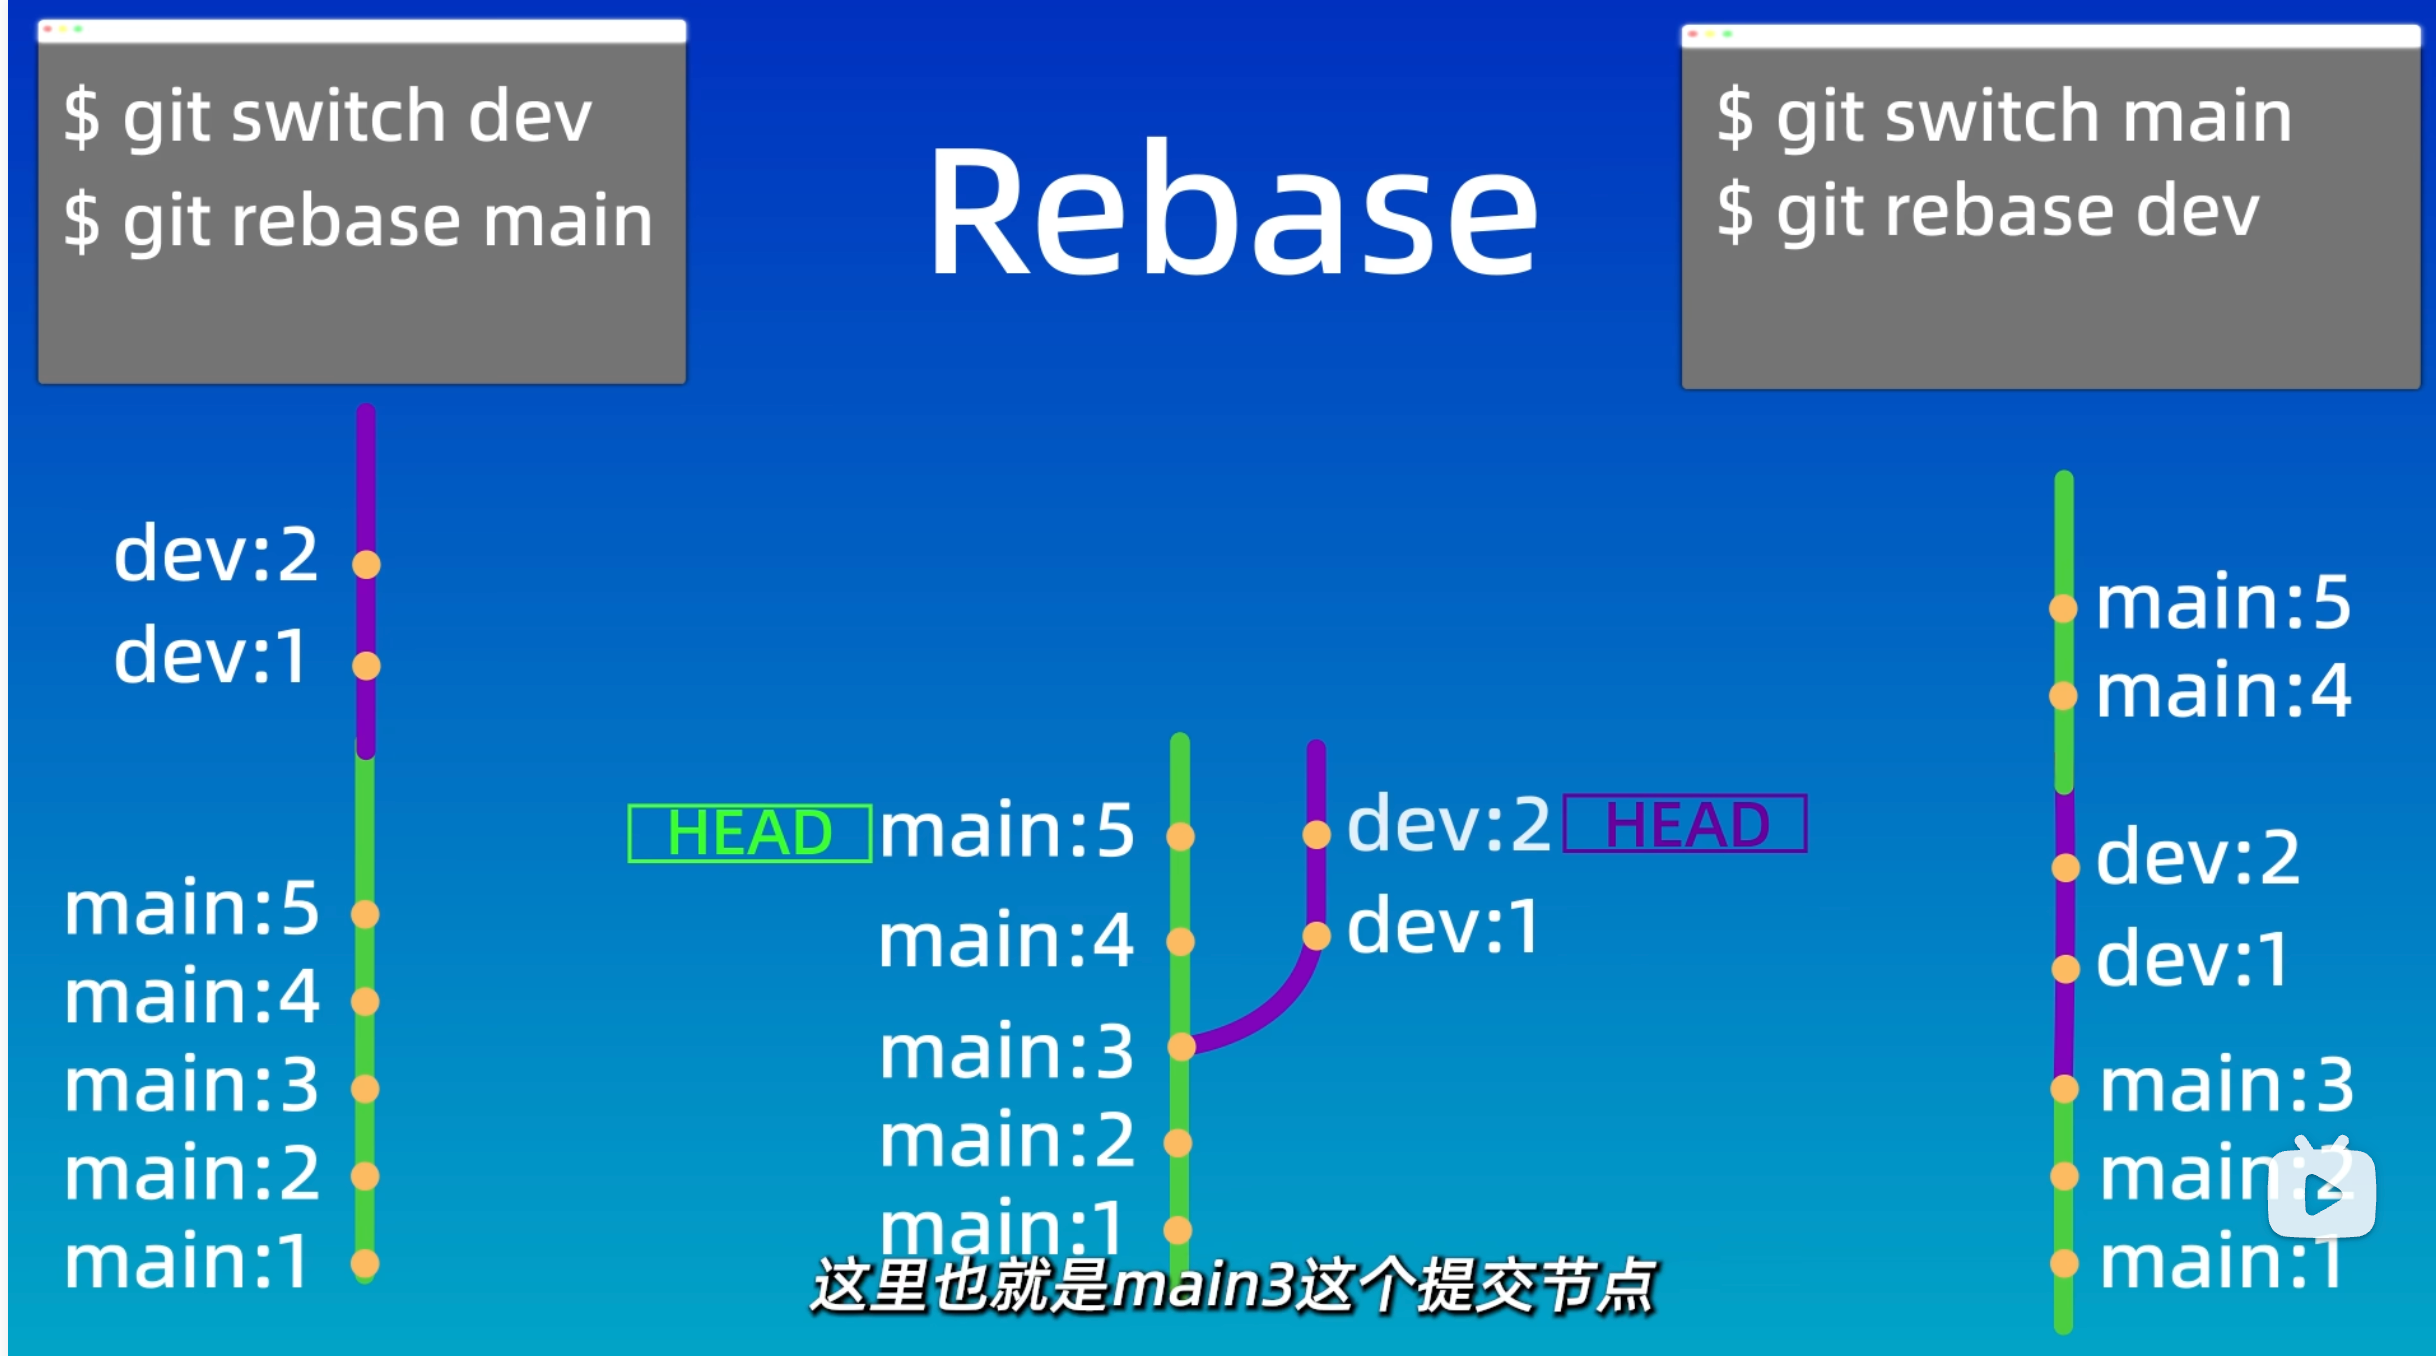 $ git switch dev
$ git rebase main
Rebase
$ git switch main
$ git rebase dev
dev:2
dev:1
main:5
main:4
main:3
main:2
main:1
HEAD main:5
main:4
main:3
main:2
main:1
dev:2 HEAD
dev:1
main:5
main:4
dev:2
dev:1
main:3
main:2
main:1
这里也就是main3这个提交节点